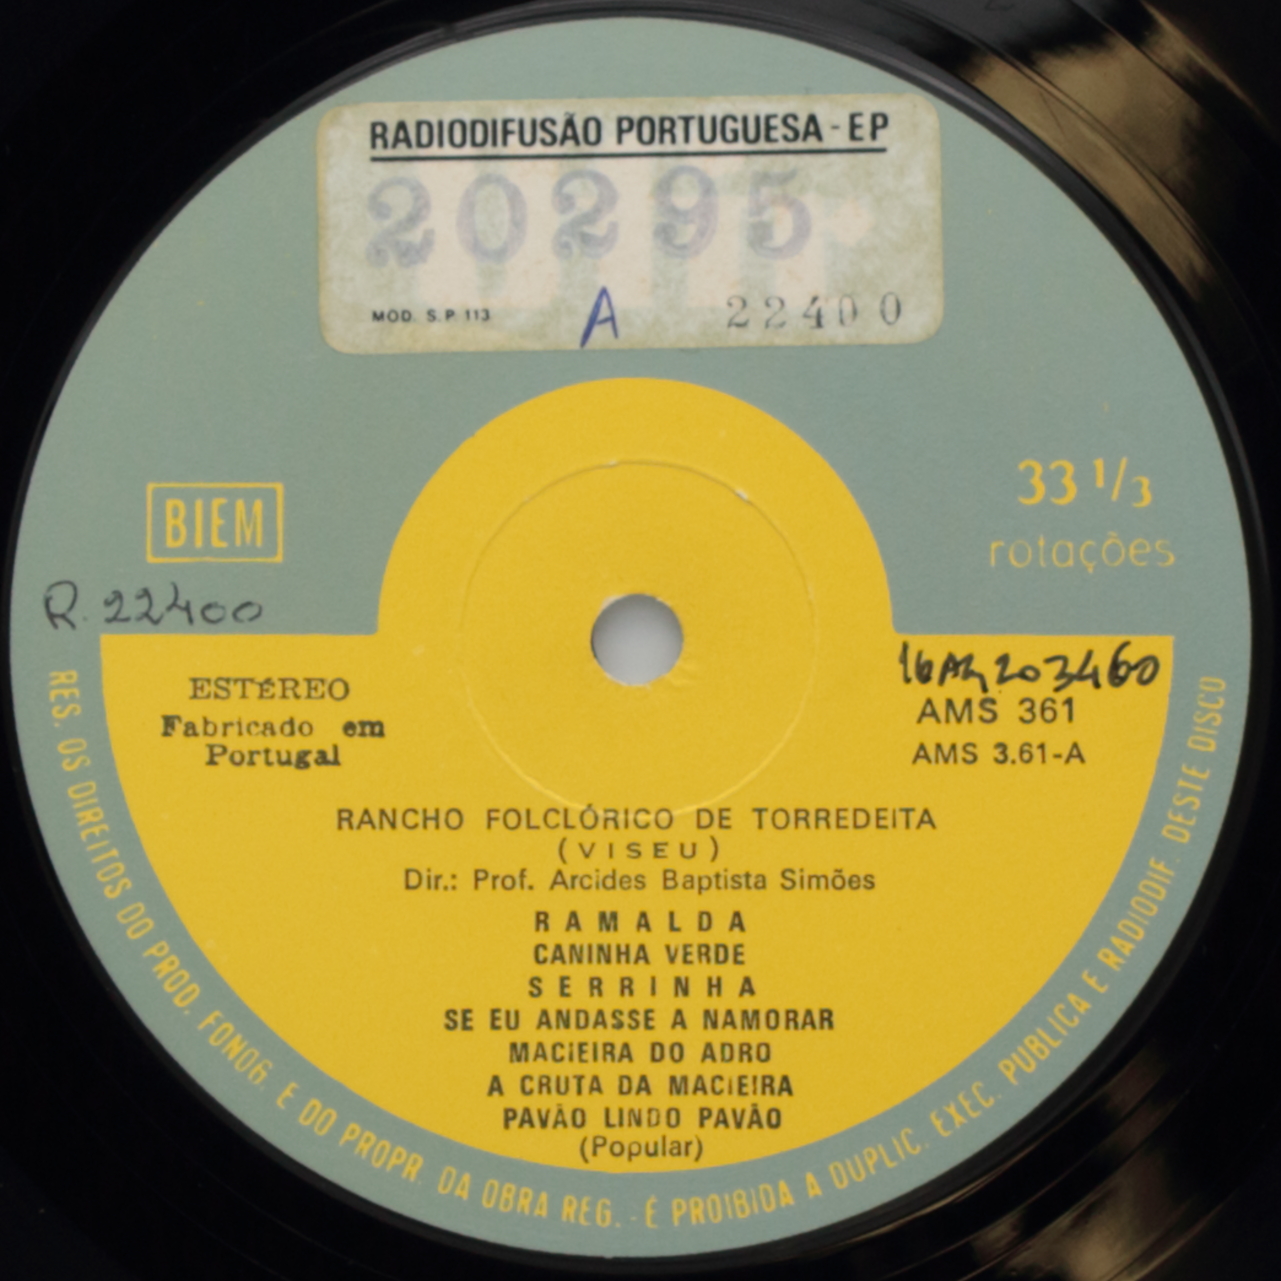 RADIODIFUSÃO PORTUGUESA - EP
20295
MOD. S.P. 113
A
22400
BIEM
33 1/3
rotações
R. 22400
ESTÉREO
Fabricado em
Portugal
AMS 361
AMS 3.61-A
RANCHO FOLCLÓRICO DE TORREDEITA
(VISEU)
Dir.: Prof. Arcides Baptista Simões
RAMALDA
CANINHA VERDE
SERRINHA
SE EU ANDASSE A NAMORAR
MACIEIRA DO ADRO
A CRUTA DA MACIEIRA
PAVÃO LINDO PAVÃO
(Popular)
RES. OS DIREITOS DO PROD. FONOG. E DO PROPR. DA OBRA REG. - É PROIBIDA A DUPLIC. EXEC. PUBLICA E RADIODIF. DESTE DISCO